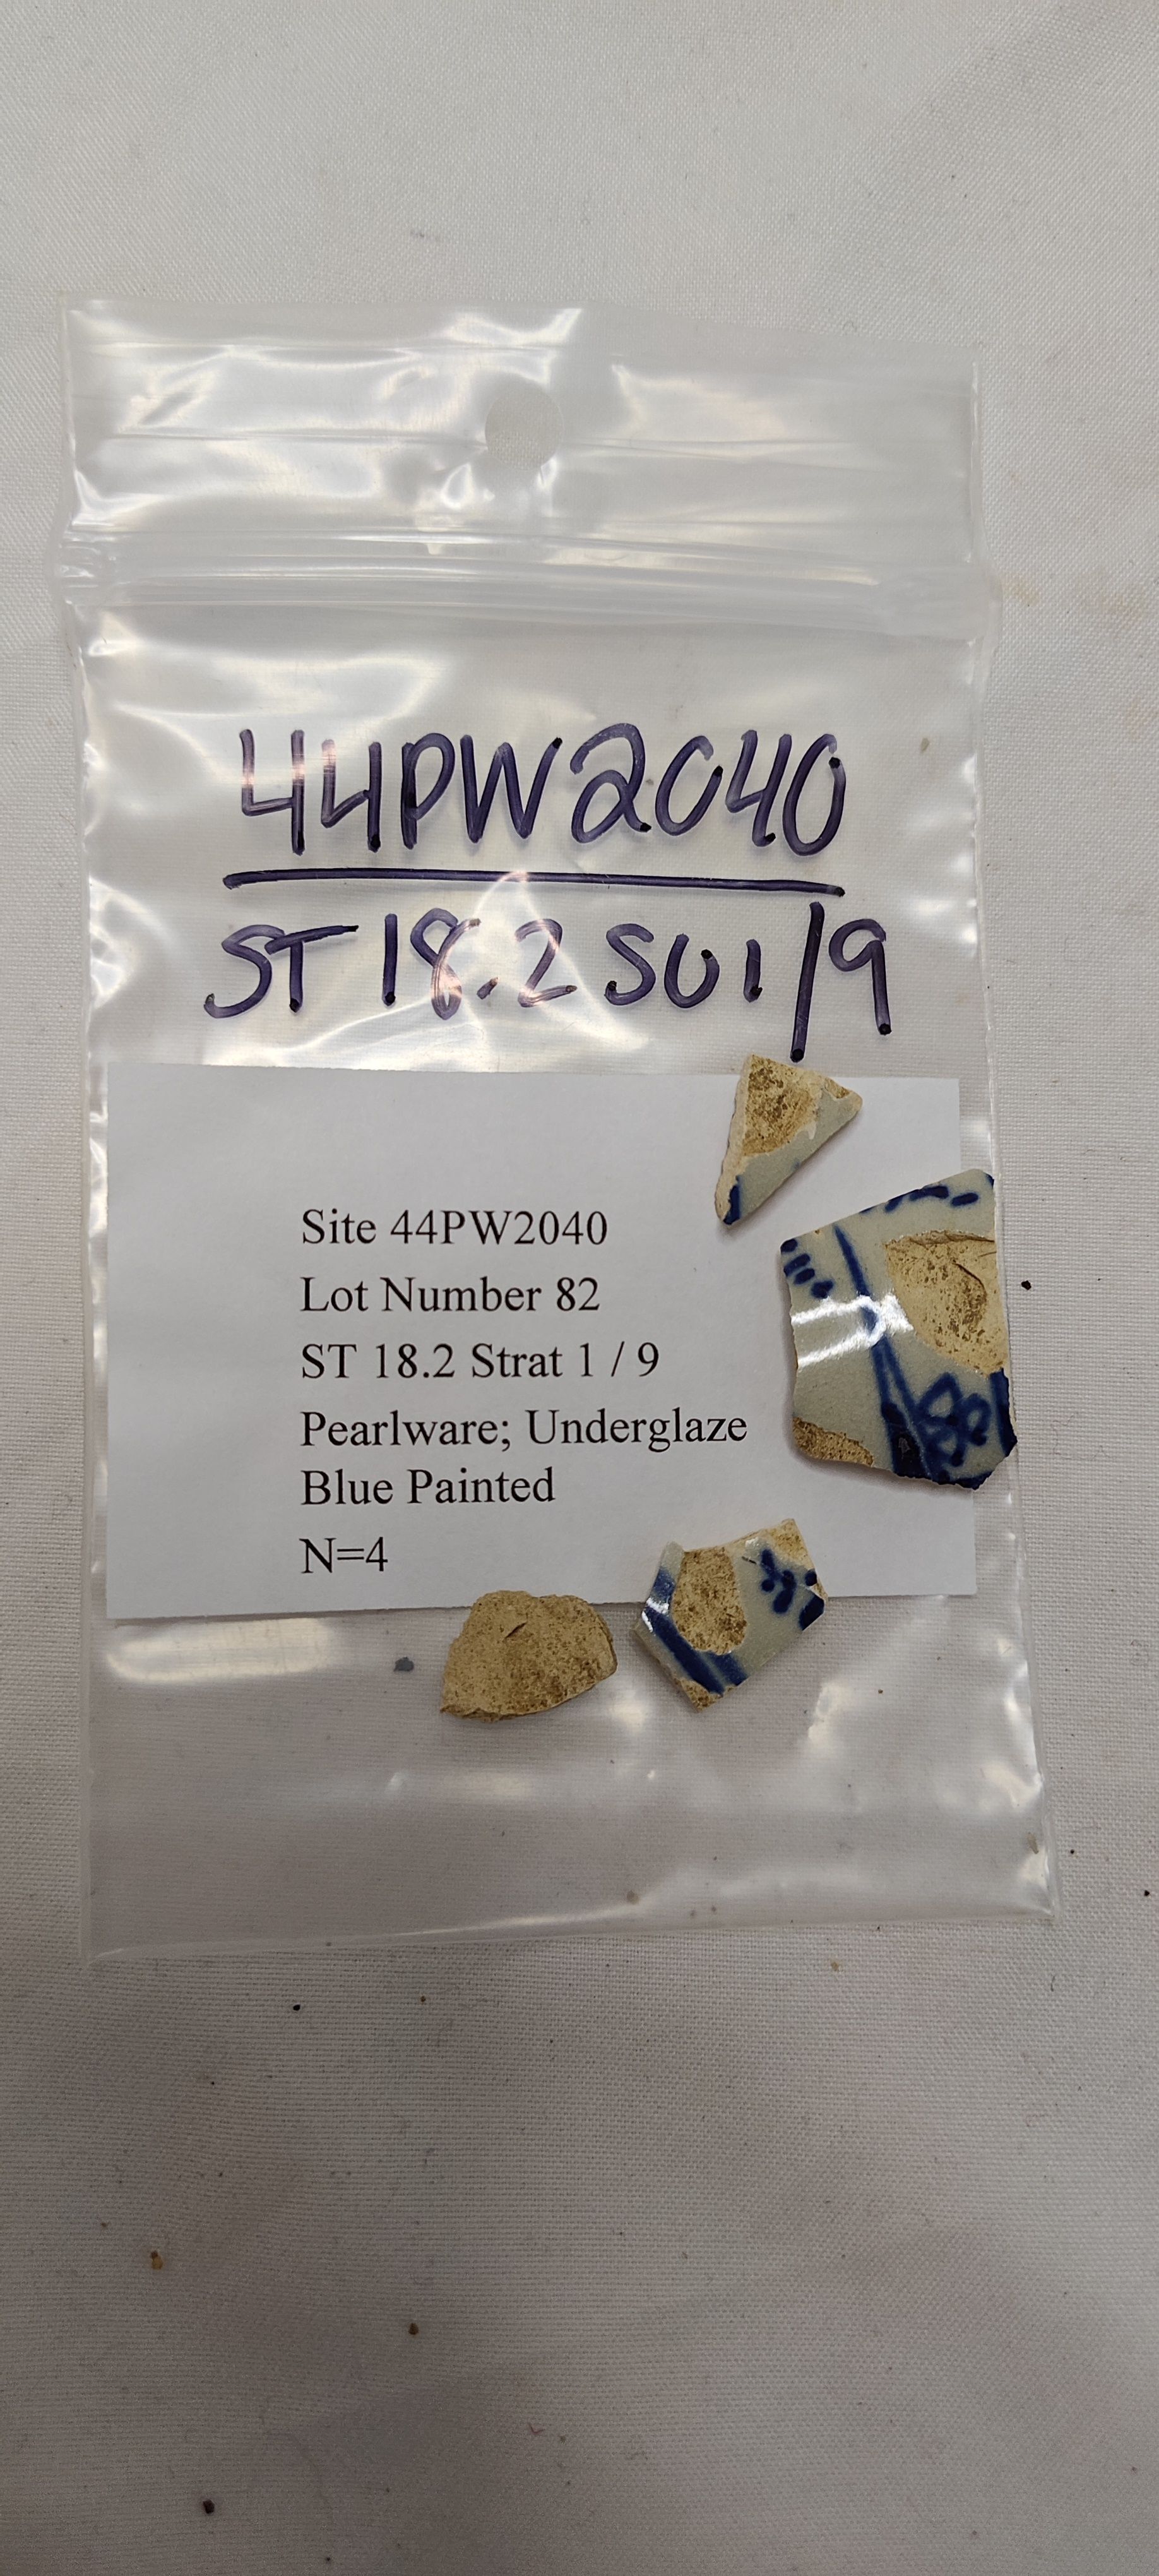 44PW2040
ST 18.2 SU1/9
Site 44PW2040
Lot Number 82
ST 18.2 Strat 1 / 9
Pearlware; Underglaze
Blue Painted
N=4